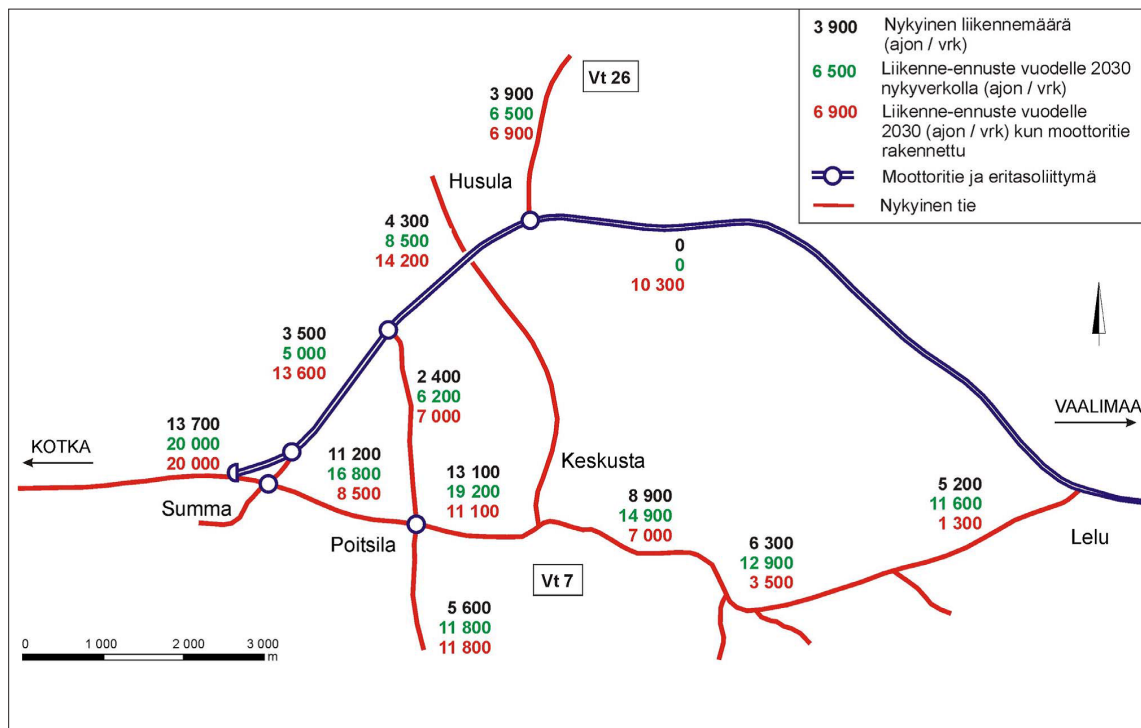 3 900
Nykyinen liikennemäärä
(ajon / vrk)
6 500
Liikenne-ennuste vuodelle 2030
nykyverkolla (ajon / vrk)
6 900
Liikenne-ennuste vuodelle
2030 (ajon / vrk) kun moottoritie
rakennettu
Moottoritie ja eritasoliittymä
Nykyinen tie
Vt 26
3 900
6 500
6 900
Husula
4 300
8 500
14 200
0
0
10 300
3 500
5 000
13 600
2 400
6 200
7 000
KOTKA
13 700
20 000
20 000
VAALIMAA
11 200
16 800
8 500
13 100
19 200
11 100
Keskusta
8 900
14 900
7 000
5 200
11 600
1 300
Summa
Poitsila
Lelu
6 300
12 900
3 500
Vt 7
5 600
11 800
11 800
0 1 000 2 000 3 000
m